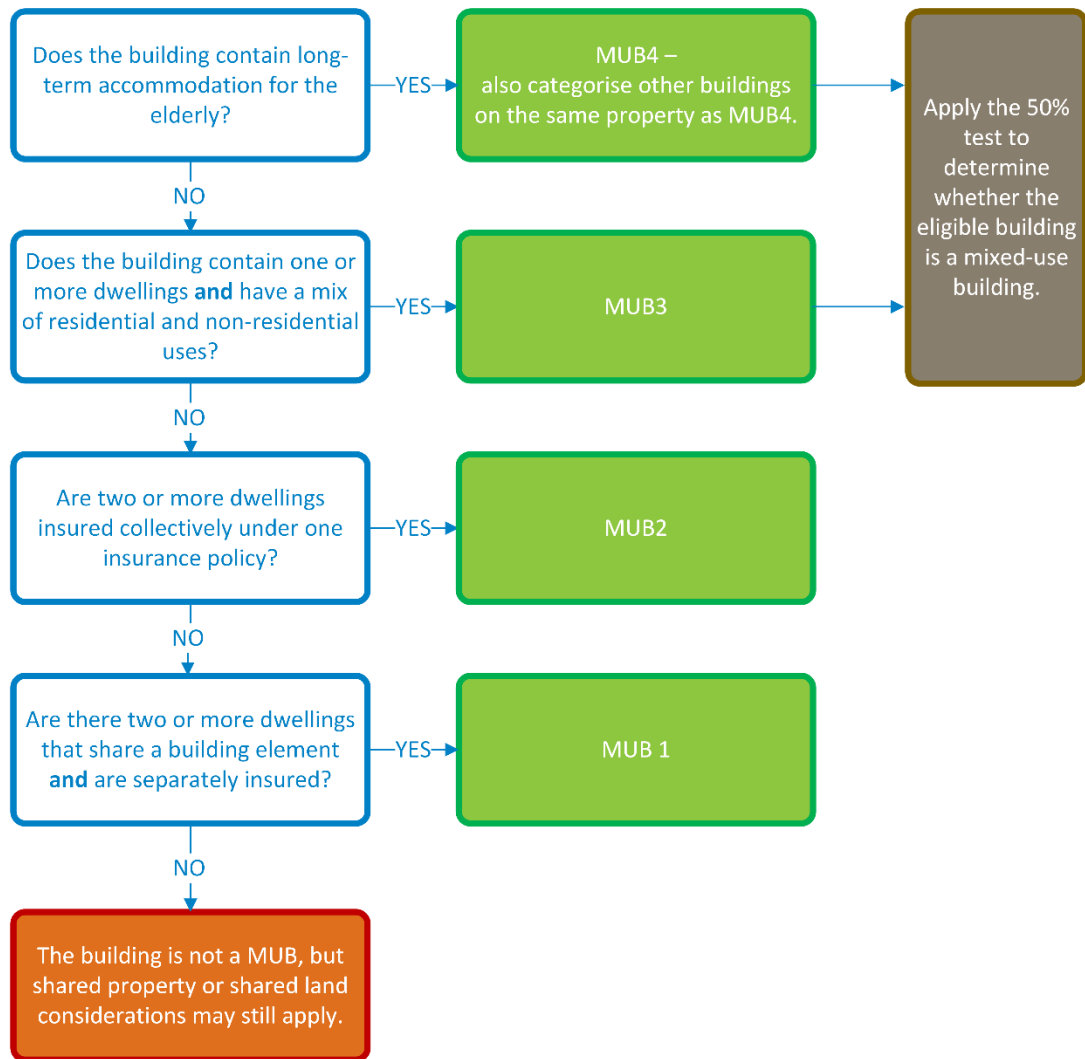 Does the building contain long-
term accommodation for the
elderly?
YES
MUB4 –
also categorise other buildings
on the same property as MUB4.
Apply the 50%
test to
determine
whether the
eligible building
is a mixed-use
building.
NO
Does the building contain one or
more dwellings and have a mix
of residential and non-residential
uses?
YES
MUB3
NO
Are two or more dwellings
insured collectively under one
insurance policy?
YES
MUB2
NO
Are there two or more dwellings
that share a building element
and are separately insured?
YES
MUB 1
NO
The building is not a MUB, but
shared property or shared land
considerations may still apply.